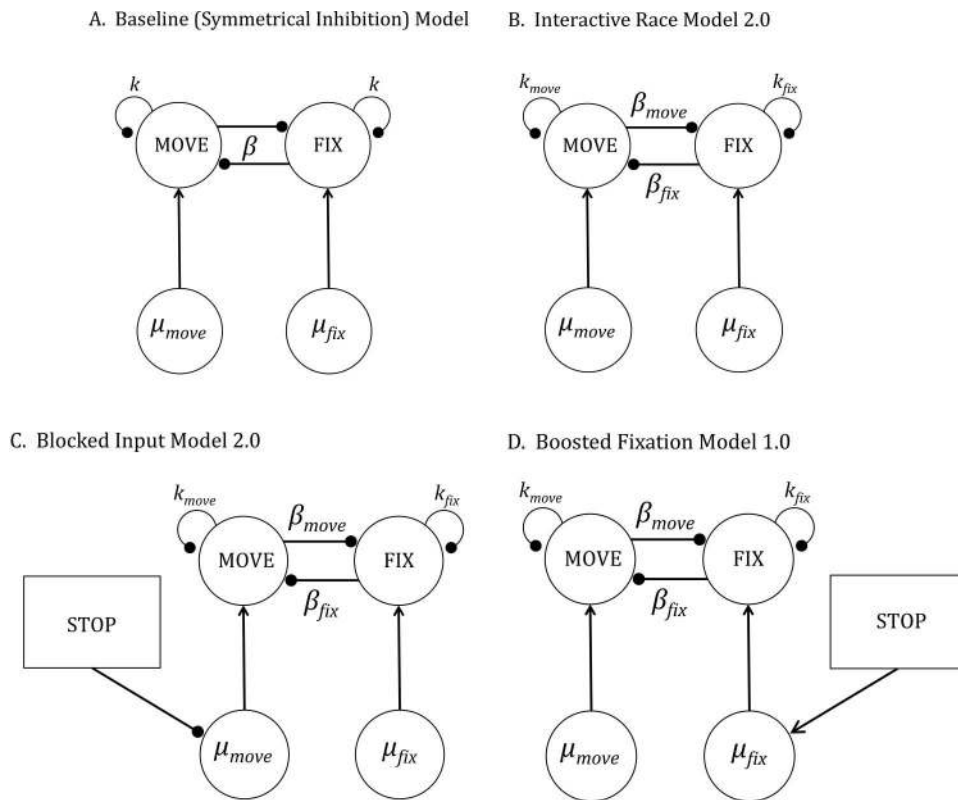 A. Baseline (Symmetrical Inhibition) Model
k k
MOVE β FIX
μmove μfix
B. Interactive Race Model 2.0
kmove kfix
βmove
MOVE FIX
βfix
μmove μfix
C. Blocked Input Model 2.0
kmove kfix
βmove
MOVE FIX
βfix
STOP
μmove μfix
D. Boosted Fixation Model 1.0
kmove kfix
βmove
MOVE FIX
βfix
STOP
μmove μfix